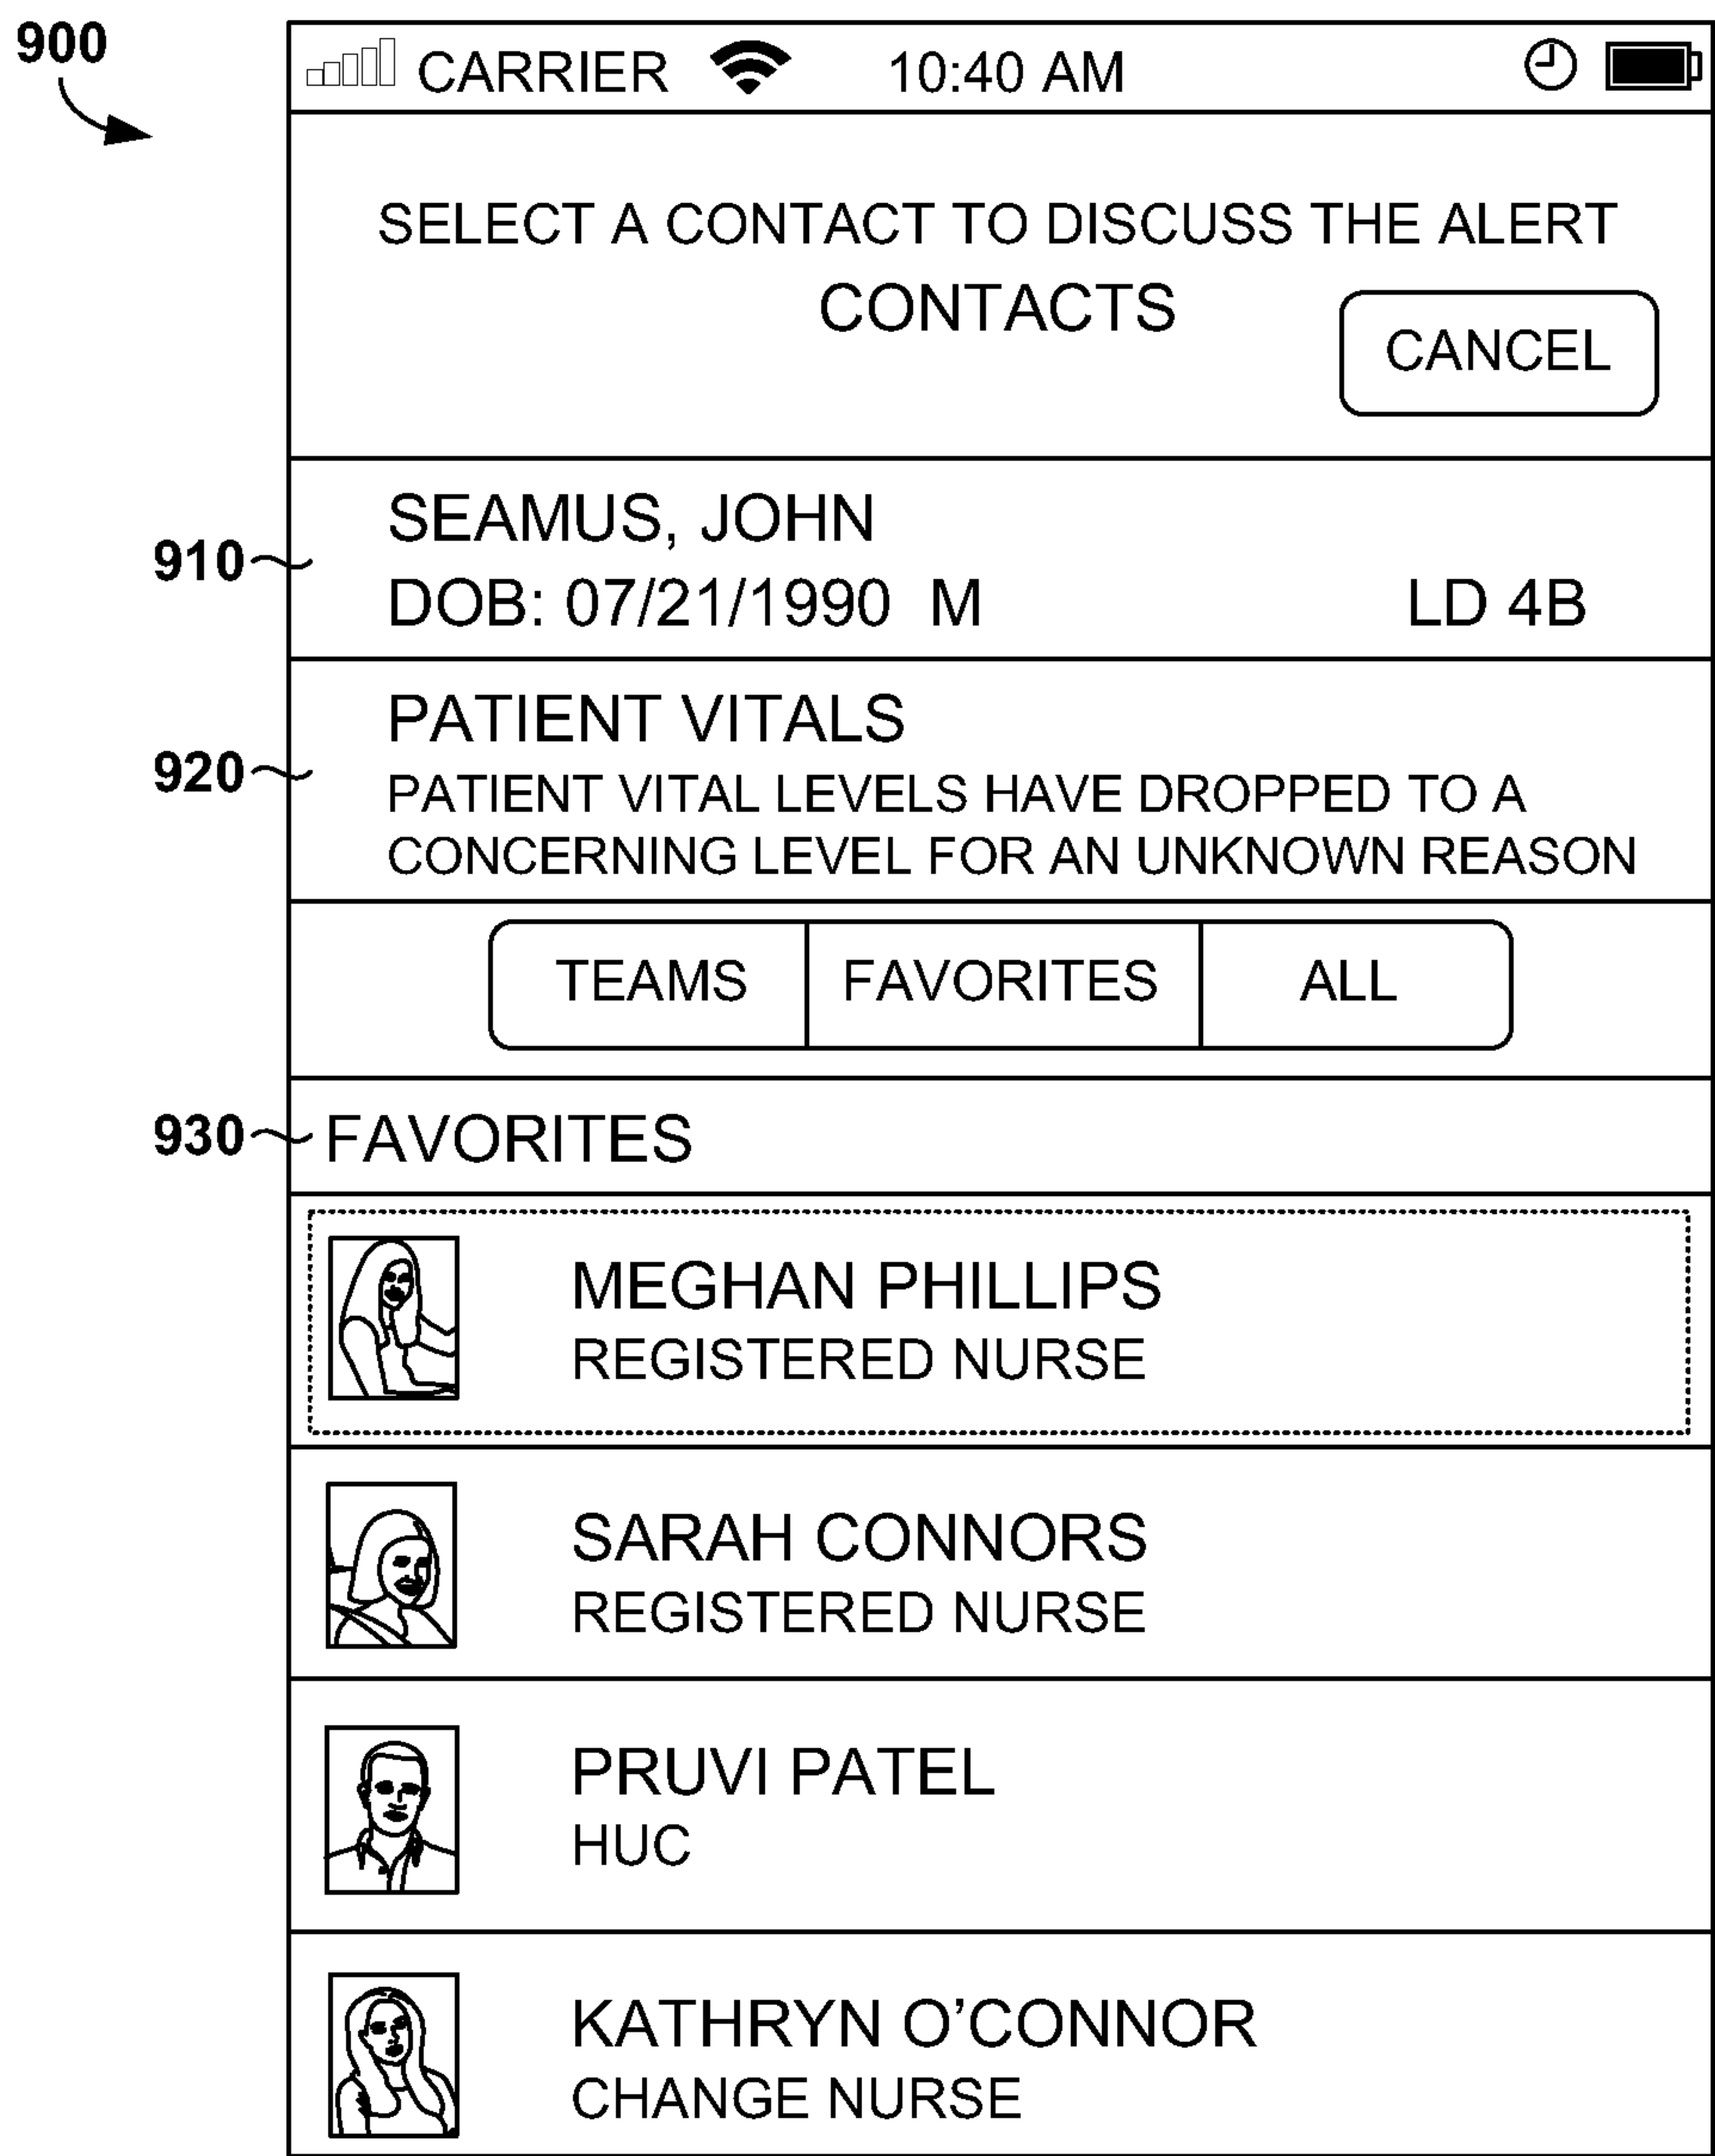 900
CARRIER 10:40 AM
SELECT A CONTACT TO DISCUSS THE ALERT
CONTACTS
CANCEL
910
SEAMUS, JOHN
DOB: 07/21/1990 M LD 4B
920
PATIENT VITALS
PATIENT VITAL LEVELS HAVE DROPPED TO A
CONCERNING LEVEL FOR AN UNKNOWN REASON
TEAMS FAVORITES ALL
930 FAVORITES
MEGHAN PHILLIPS
REGISTERED NURSE
SARAH CONNORS
REGISTERED NURSE
PRUVI PATEL
HUC
KATHRYN O’CONNOR
CHANGE NURSE